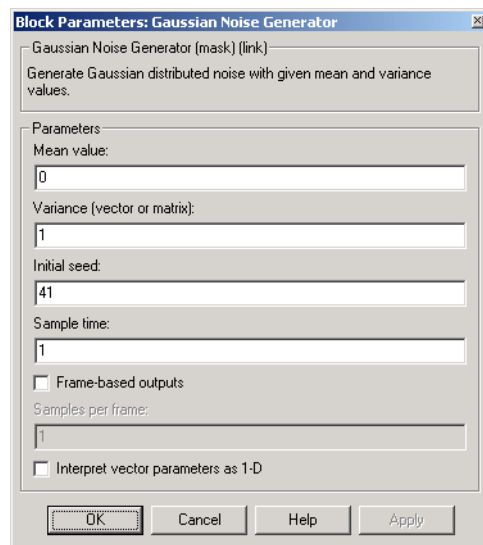 Block Parameters: Gaussian Noise Generator
Gaussian Noise Generator (mask) (link)
Generate Gaussian distributed noise with given mean and variance
values.
Parameters
Mean value:
0
Variance (vector or matrix):
1
Initial seed:
41
Sample time:
1
Frame-based outputs
Samples per frame:
1
Interpret vector parameters as 1-D
OK Cancel Help Apply